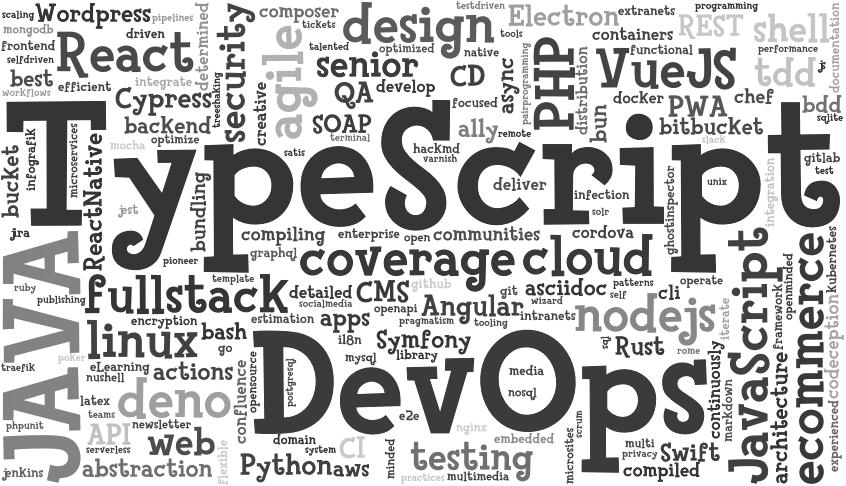 scaling
Wordpress
pipelines
mongodb
driven
frontend
React
selfdriven
best
integrate
determined
efficient
workflows
Cypress
treeshaking
backend
optimize
security
creative
composer
tickets
agile
talented
design
optimized
senior
QA
develop
SOAP
terminal
satis
testdriven
native
tools
CD
focused
async
ally
remote
hackmd
varnish
Electron
extranets
pairprogramming
PHP
distribution
containers
functional
VueJS
bun
docker
PWA
bitbucket
slack
programming
REST
shell
performance
tdd
chef
bdd
sqlite
documentation
gitlab
test
TypeScript
bucket
infografik
microservices
ReactNative
mocha
jest
jira
bundling
pioneer
compiling
graphql
enterprise
open
communities
deliver
infection
solr
cordova
ghostinspector
unix
integration
kubernetes
JAVA
ruby
publishing
fullstack
template
coverage
cloud
detailed
socialmedia
CMS
github
openapi
Angular
git
asciidoc
wizard
patterns
self
cli
operate
intranets
pragmatism
tooling
encryption
linux
bash
go
estimation
apps
il8n
mysql
Symfony
library
nodejs
sql
Rust
rome
iterate
JavaScript
framework
openminded
ecommerce
codeception
poker
traefik
eLearning
nushell
actions
latex
teams
deno
confluence
opensource
postgresql
DevOps
media
nosql
e2e
nginx
embedded
continuously
markdown
architecture
experienced
phpunit
API
newsletter
serverless
web
flexible
jenkins
abstraction
domain
system
CI
Python
aws
minded
testing
practices
multimedia
microsites
scrum
multi
privacy
Swift
compiled